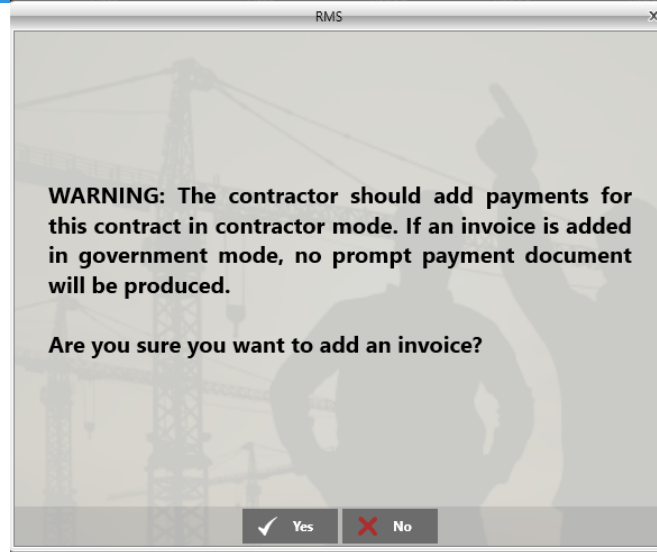 RMS
X
WARNING: The contractor should add payments for
this contract in contractor mode. If an invoice is added
in government mode, no prompt payment document
will be produced.
Are you sure you want to add an invoice?
Yes
No